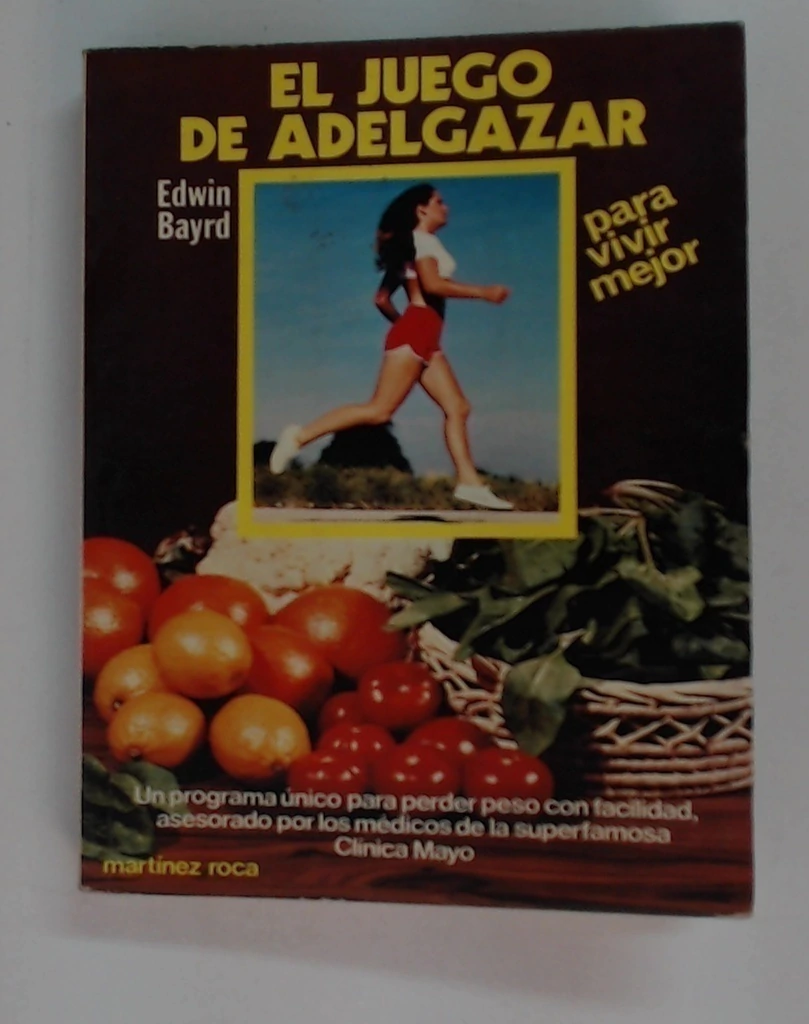 EL JUEGO
DE ADELGAZAR
Edwin
Bayrd
para
vivir
mejor
Un programa único para perder peso con facilidad,
asesorado por los médicos de la superfamosa
Clínica Mayo
martínez roca